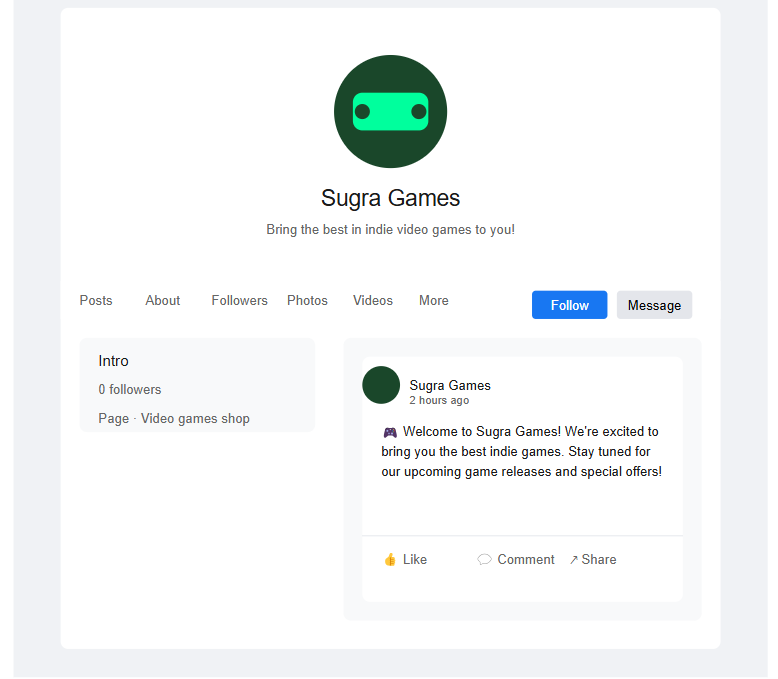 Sugra Games
Bring the best in indie video games to you!
Posts About Followers Photos Videos More Follow Message
Intro
0 followers
Page · Video games shop
Sugra Games
2 hours ago
🎮 Welcome to Sugra Games! We're excited to
bring you the best indie games. Stay tuned for
our upcoming game releases and special offers!
👍 Like 💬 Comment ↗ Share